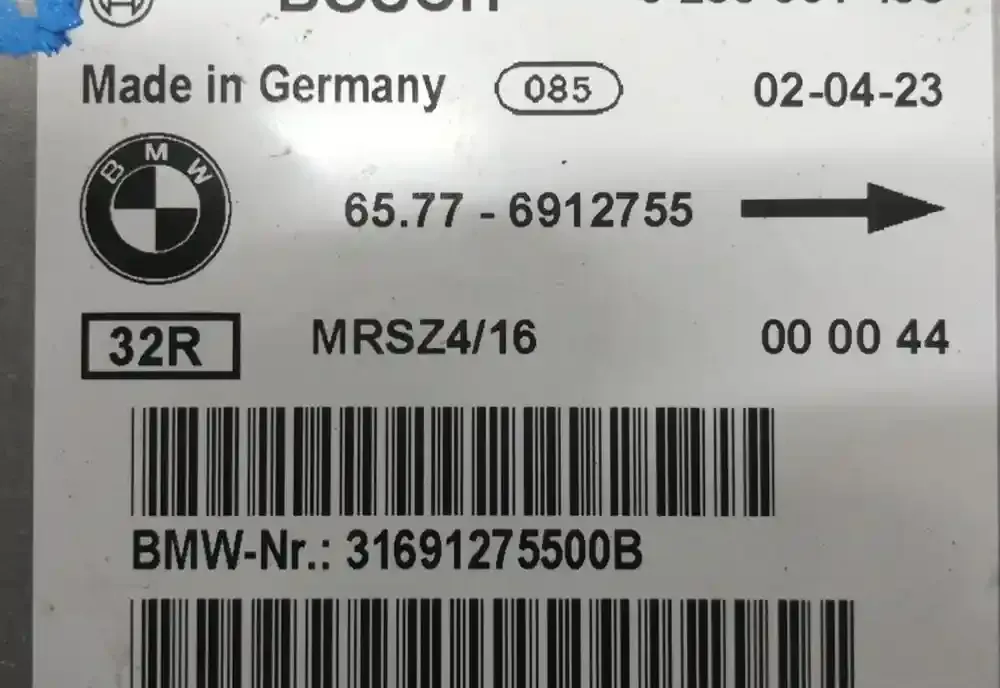 BOSCH
Made in Germany 085 02-04-23
BMW
65.77 - 6912755
32R MRSZ4/16 00 00 44
BMW-Nr.: 31691275500B